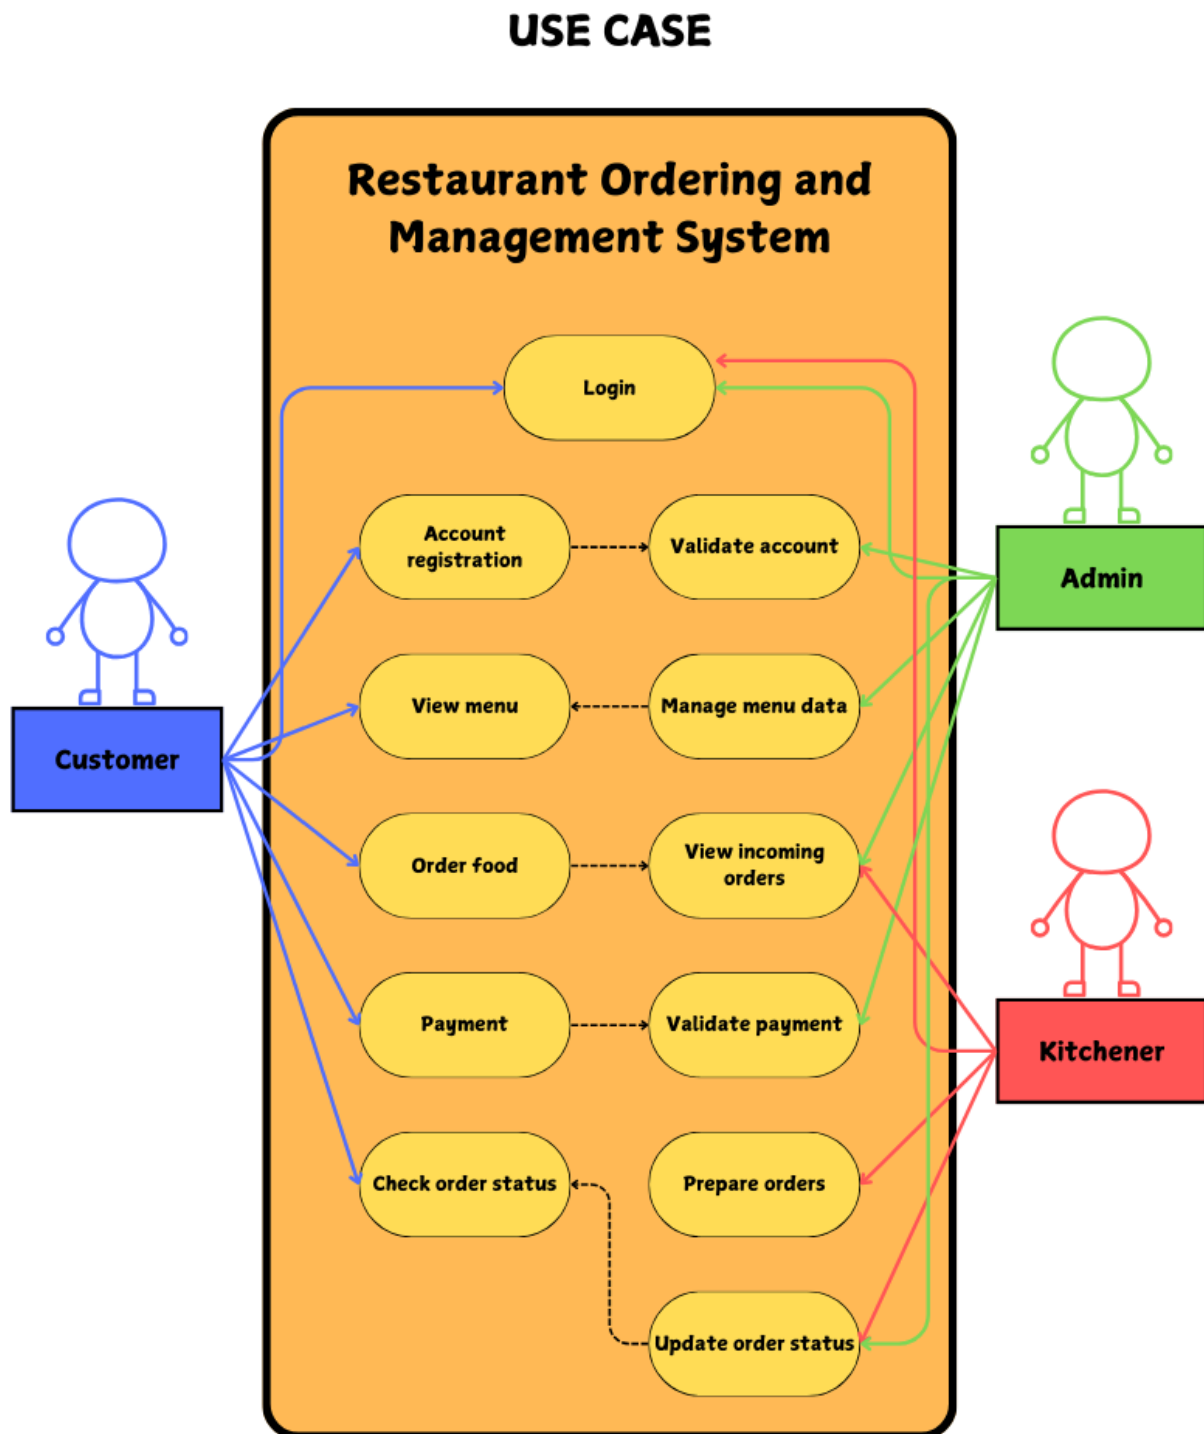 USE CASE
Restaurant Ordering and
Management System
Login
Account
registration
Validate account
Admin
View menu
Manage menu data
Customer
Order food
View incoming
orders
Payment
Validate payment
Kitchener
Check order status
Prepare orders
Update order status